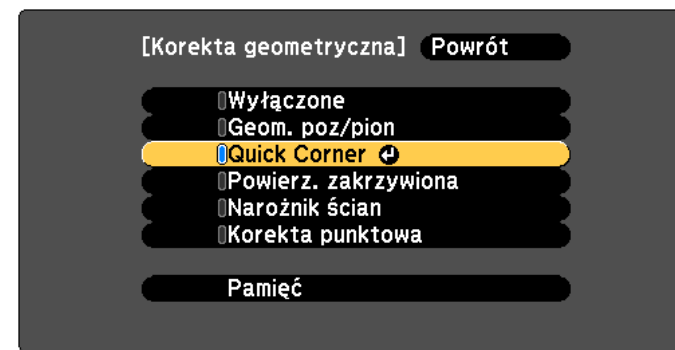 [Korekta geometryczna] Powrót
Wyłączone
Geom. poz/pion
Quick Corner
Powierz. zakrzywiona
Narożnik ścian
Korekta punktowa
Pamięć